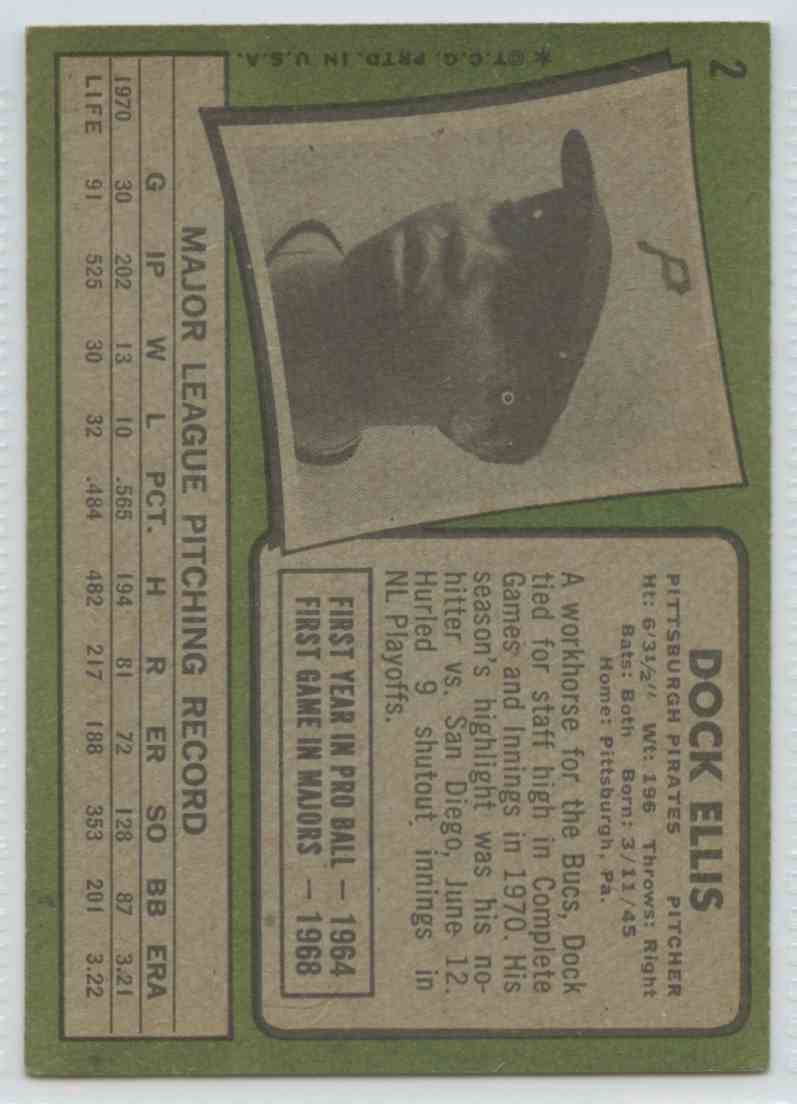 2
*©T.C.G. PRTD. IN U.S.A.
P
DOCK ELLIS
PITTSBURGH PIRATES PITCHER
Ht: 6'3½" Wt: 196 Throws: Right
Bats: Both Born: 3/11/45
Home: Pittsburgh, Pa.
A workhorse for the Bucs, Dock
tied for staff high in Complete
Games and Innings in 1970. His
season's highlight was his no-
hitter vs. San Diego, June 12.
Hurled 9 shutout innings in
NL Playoffs.
FIRST YEAR IN PRO BALL — 1964
FIRST GAME IN MAJORS — 1968
MAJOR LEAGUE PITCHING RECORD
G IP W L PCT. H R ER SO BB ERA
1970 30 202 13 10 .565 194 81 72 128 87 3.21
LIFE 91 525 30 32 .484 482 217 188 353 201 3.22